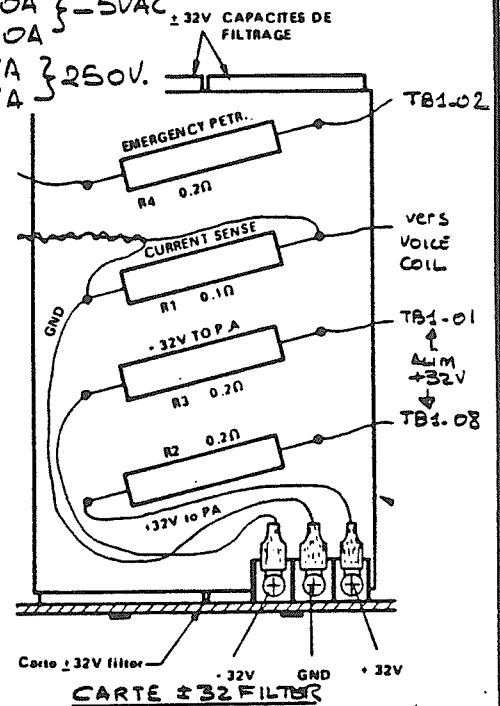 0A } -5VAC
0A
A } 250V.
A
± 32V CAPACITES DE
FILTRAGE
TB1-02
EMERGENCY PETR..
R4 0.2Ω
CURRENT SENSE
vers
VOICE
COIL
R1 0.1Ω
GND
- 32V TO P.A
TB1-01
ALIM
+32V
R3 0.2Ω
TB1-08
R2 0.2Ω
+32V to PA
Carte ± 32V filter
- 32V
GND
+ 32V
CARTE ±32 FILTER